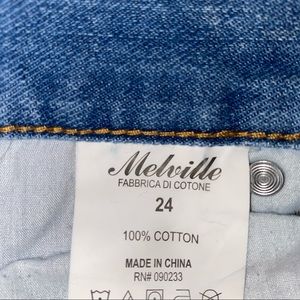 Melville
FABBRICA DI COTONE
24
100% COTTON
MADE IN CHINA
RN# 090233